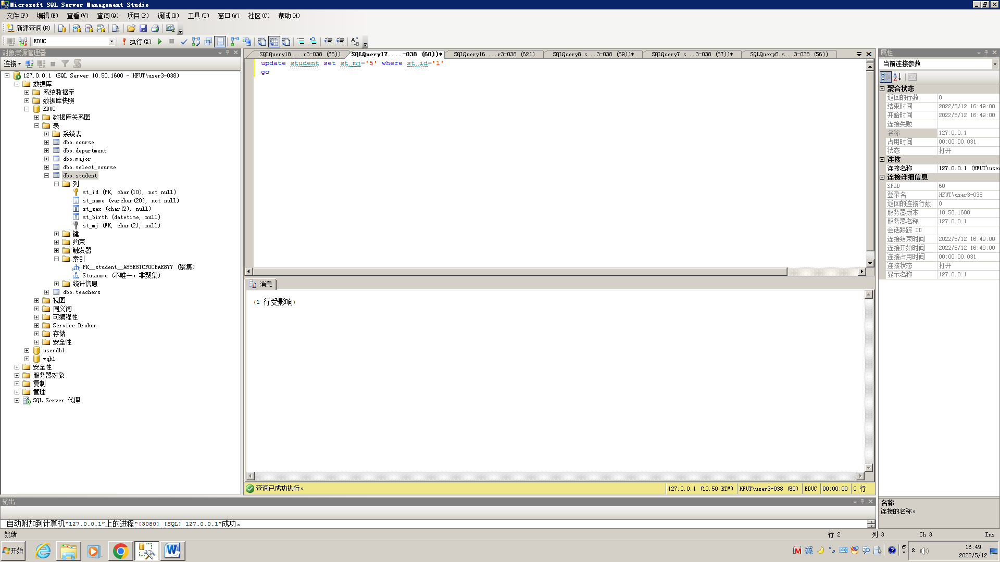 Microsoft SQL Server Management Studio
文件(F) 编辑(E) 查看(V) 查询(Q) 项目(P) 调试(D) 工具(T) 窗口(W) 社区(C) 帮助(H)
新建查询(N)
EDUC 执行(X)
对象资源管理器
连接
127.0.0.1 (SQL Server 10.50.1600 - HFUT\user3-038)
数据库
系统数据库
数据库快照
EDUC
数据库关系图
表
系统表
dbo.course
dbo.department
dbo.major
dbo.select_course
dbo.student
列
st_id (PK, char(10), not null)
st_name (varchar(20), not null)
st_sex (char(2), null)
st_birth (datetime, null)
st_mj (FK, char(2), null)
键
约束
触发器
索引
PK__student__A85E81CF0CBAE877 (聚集)
Stusname (不唯一，非聚集)
统计信息
dbo.teachers
视图
同义词
可编程性
Service Broker
存储
安全性
userdb1
wqh1
安全性
服务器对象
复制
管理
SQL Server 代理
SQLQuery18....r3-038 (65)) SQLQuery17....-038 (60))* SQLQuery16....r3-038 (62)) SQLQuery8.s...3-038 (59))* SQLQuery7.s...3-038 (57))* SQLQuery6.s...3-038 (56))
update student set st_mj='5' where st_id='1'
go
消息
(1 行受影响)
查询已成功执行。 127.0.0.1 (10.50 RTM) HFUT\user3-038 (60) EDUC 00:00:00 0 行
属性
当前连接参数
聚合状态
返回的行数 0
结束时间 2022/5/12 16:49:00
开始时间 2022/5/12 16:49:00
连接失败
名称 127.0.0.1
占用时间 00:00:00.031
状态 打开
连接
连接名称 127.0.0.1 (HFUT\user
连接详细信息
SPID 60
登录名 HFUT\user3-038
返回的连接行数 0
服务器版本 10.50.1600
服务器名称 127.0.0.1
会话跟踪 ID
连接结束时间 2022/5/12 16:49:00
连接开始时间 2022/5/12 16:49:00
连接占用时间 00:00:00.031
连接状态 打开
显示名称 127.0.0.1
名称
连接的名称。
输出
自动附加到计算机“127.0.0.1”上的进程“[3080] [SQL] 127.0.0.1”成功。
就绪 行 2 列 3 Ch 3 Ins
开始
英
16:49
2022/5/12